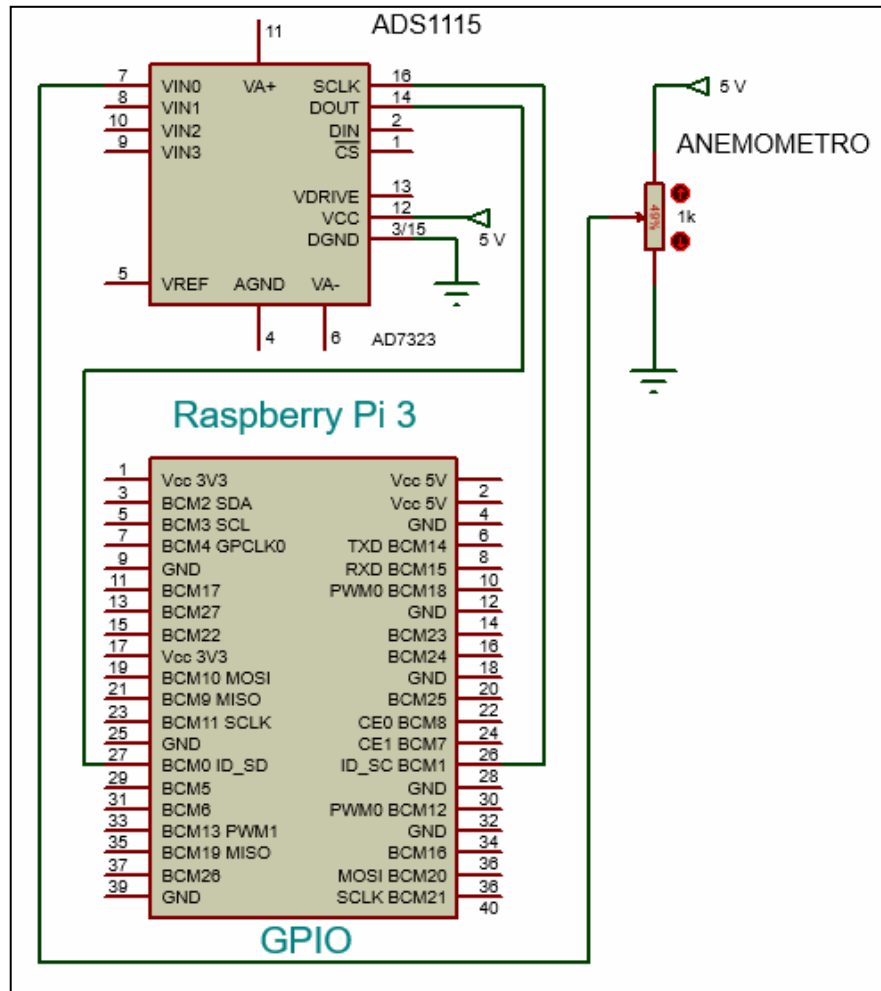 ADS1115
11
7 VIN0 VA+ SCLK 16
8 VIN1 DOUT 14
10 VIN2 DIN 2
9 VIN3 CS 1
VDRIVE 13
VCC 12
DGND 3/15
5 V
5 VREF AGND VA-
4 6 AD7323
5 V
ANEMOMETRO
49%
1k
Raspberry Pi 3
1 Vcc 3V3 Vcc 5V 2
3 BCM2 SDA Vcc 5V 4
5 BCM3 SCL GND 6
7 BCM4 GPCLK0 TXD BCM14 8
9 GND RXD BCM15 10
11 BCM17 PWM0 BCM18 12
13 BCM27 GND 14
15 BCM22 BCM23 16
17 Vcc 3V3 BCM24 18
19 BCM10 MOSI GND 20
21 BCM9 MISO BCM25 22
23 BCM11 SCLK CE0 BCM8 24
25 GND CE1 BCM7 26
27 BCM0 ID_SD ID_SC BCM1 28
29 BCM5 GND 30
31 BCM6 PWM0 BCM12 32
33 BCM13 PWM1 GND 34
35 BCM19 MISO BCM16 36
37 BCM26 MOSI BCM20 36
39 GND SCLK BCM21 40
GPIO